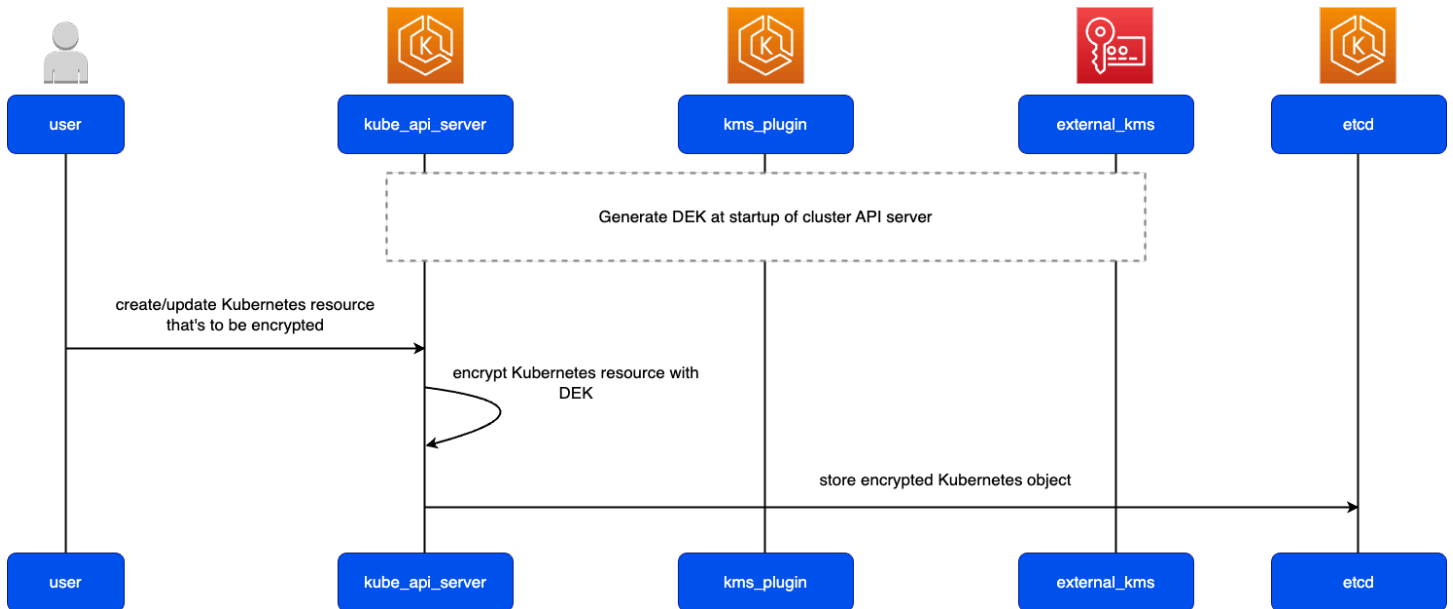 K
K
K
user
kube_api_server
kms_plugin
external_kms
etcd
Generate DEK at startup of cluster API server
create/update Kubernetes resource
that's to be encrypted
encrypt Kubernetes resource with
DEK
store encrypted Kubernetes object
user
kube_api_server
kms_plugin
external_kms
etcd